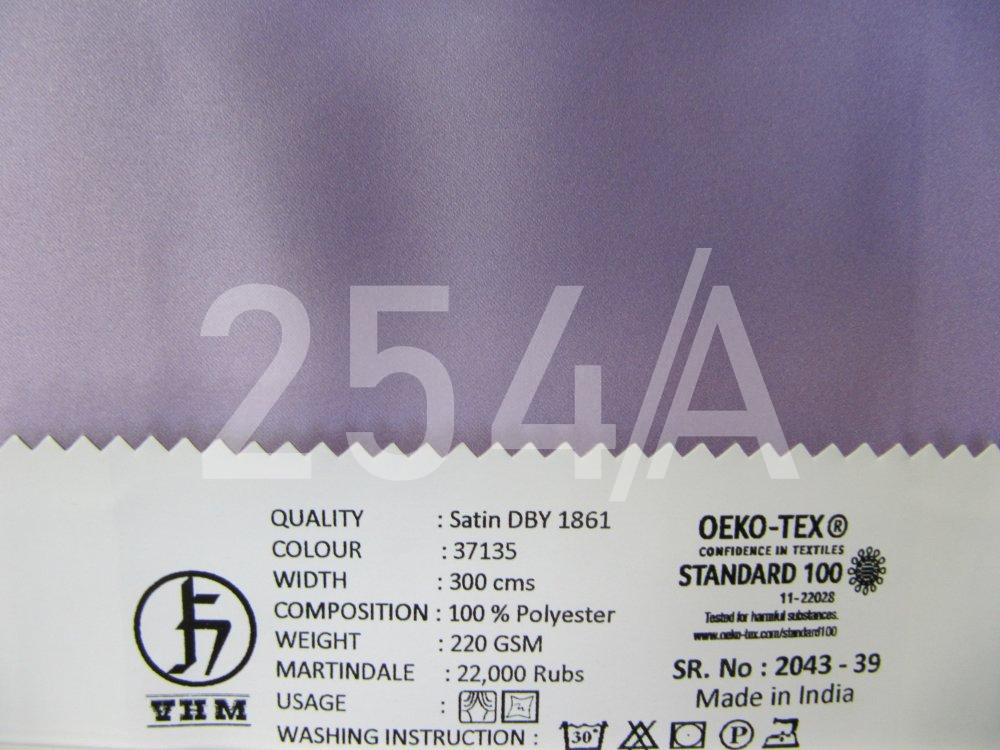 254/A
QUALITY : Satin DBY 1861
COLOUR : 37135
WIDTH : 300 cms
COMPOSITION : 100 % Polyester
WEIGHT : 220 GSM
MARTINDALE : 22,000 Rubs
USAGE :
WASHING INSTRUCTION : 30° P
VHM
OEKO-TEX®
CONFIDENCE IN TEXTILES
STANDARD 100
11-22028
Tested for harmful substances.
www.oeko-tex.com/standard100
SR. No : 2043 - 39
Made in India